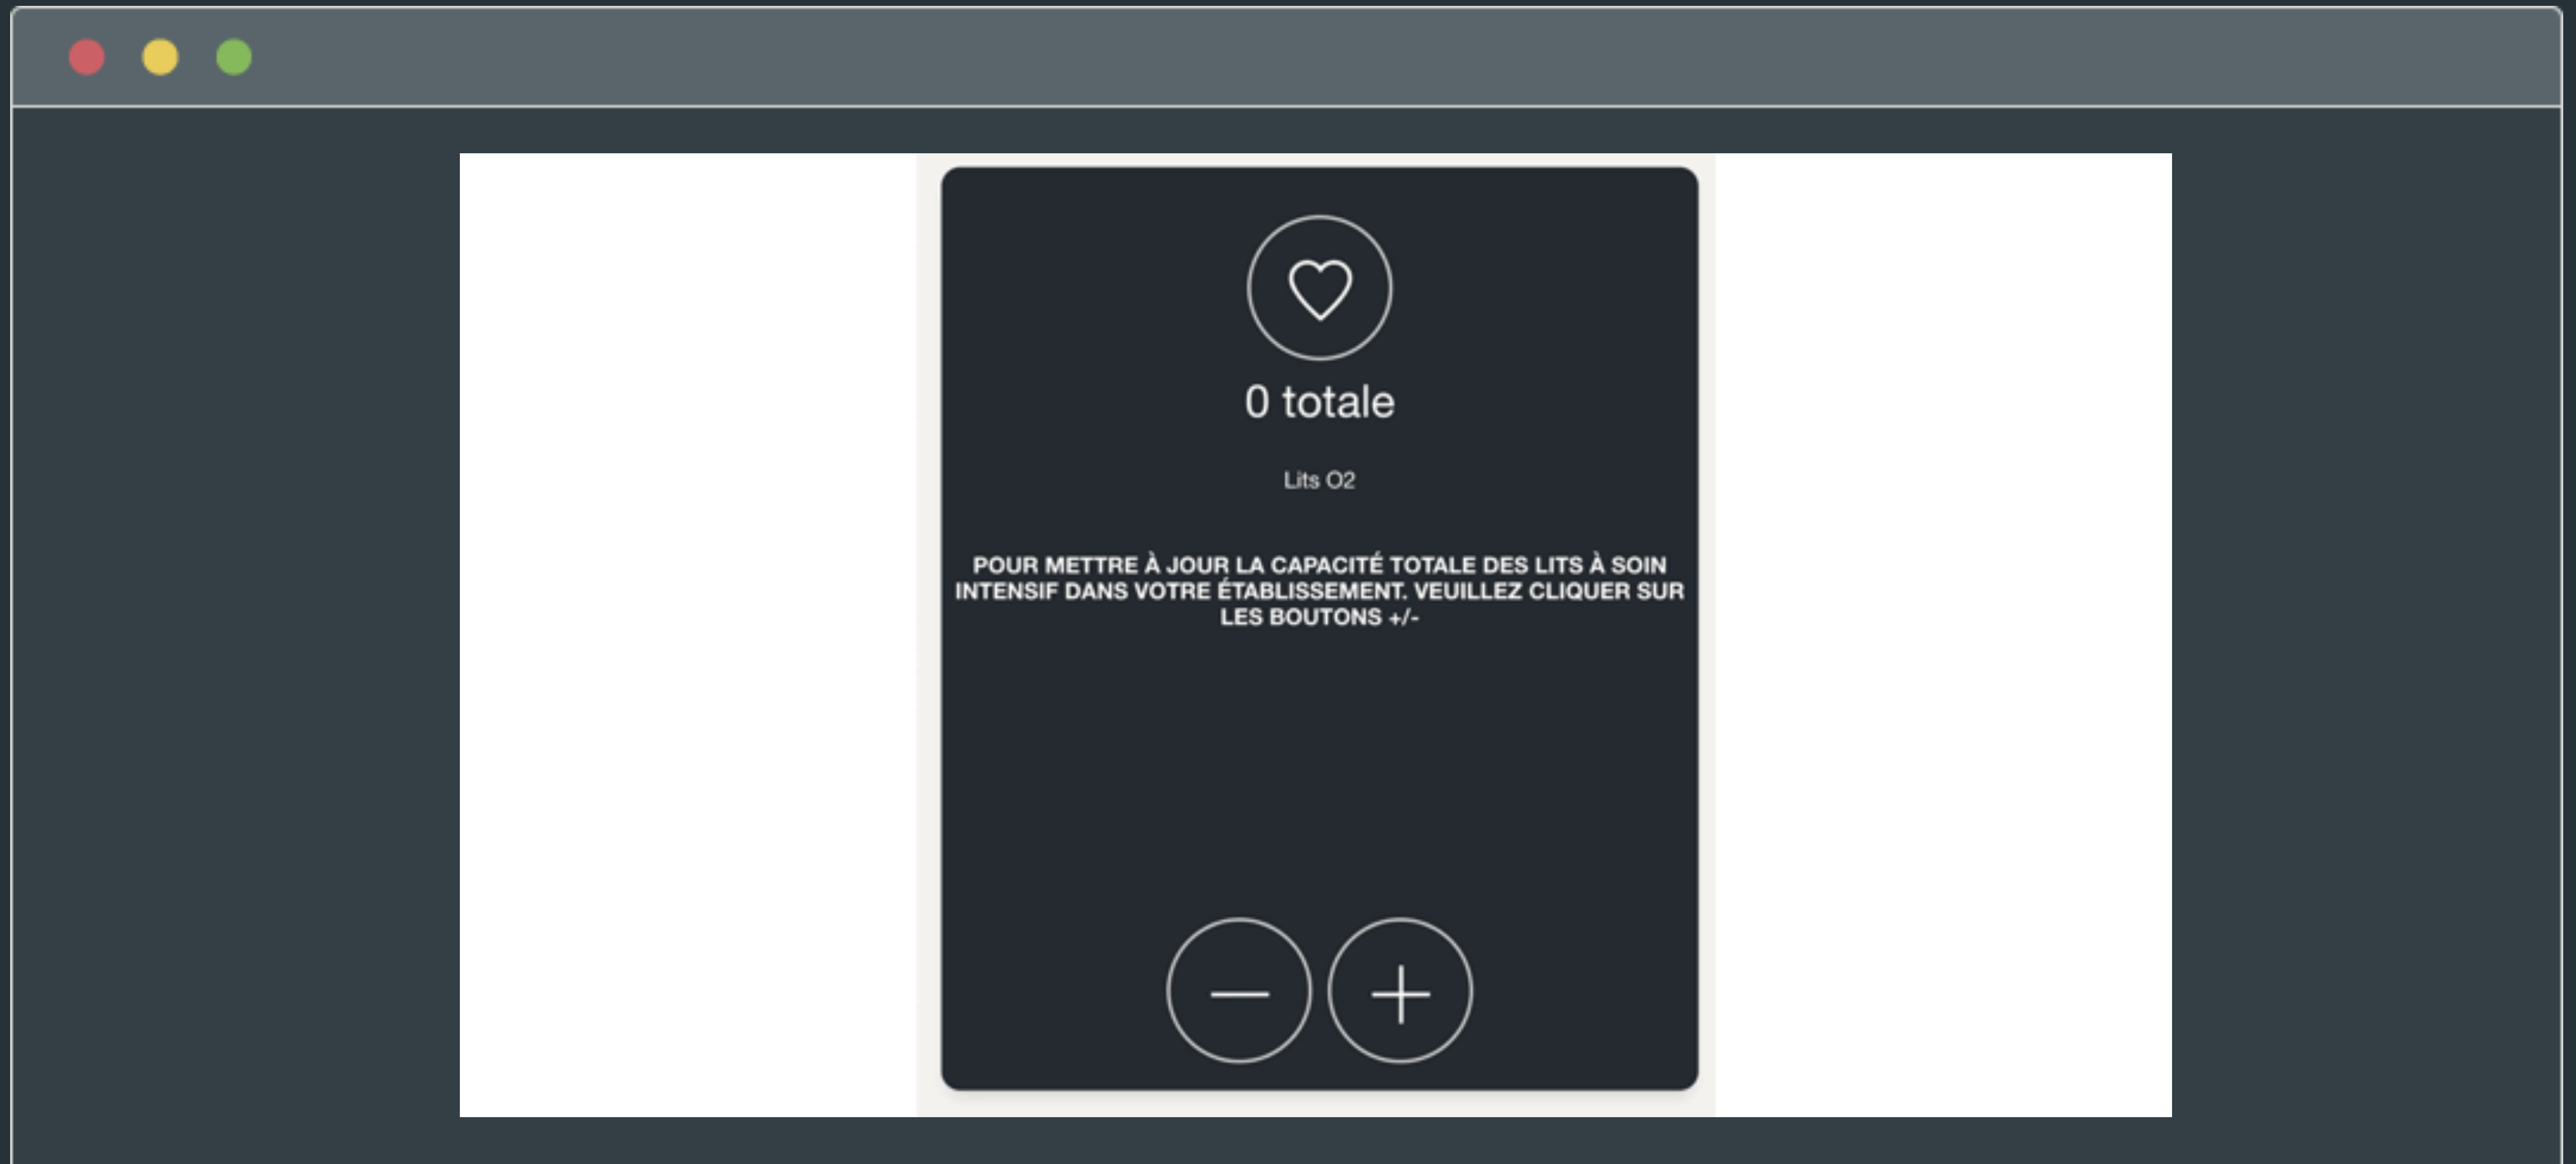 0 totale
Lits O2
POUR METTRE À JOUR LA CAPACITÉ TOTALE DES LITS À SOIN
INTENSIF DANS VOTRE ÉTABLISSEMENT. VEUILLEZ CLIQUER SUR
LES BOUTONS +/-